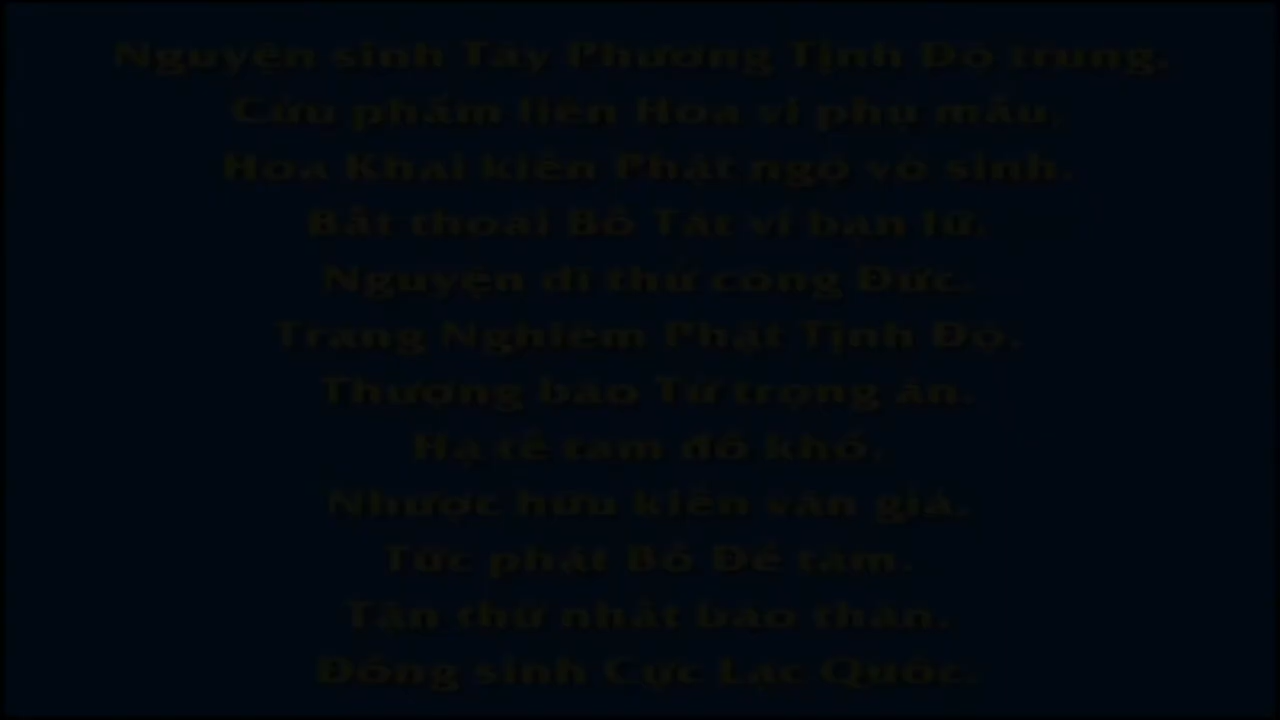 Nguyện sinh Tây Phương Tịnh Độ trung,
Cửu phẩm liên Hoa vi phụ mẫu,
Hoa Khai kiến Phật ngộ vô sinh,
Bất thoái Bồ Tát vi bạn lữ.
Nguyện dĩ thử công Đức,
Trang Nghiêm Phật Tịnh Độ,
Thượng báo Tứ trọng ân,
Hạ tế tam đồ khổ,
Nhược hữu kiến văn giả,
Tức phát Bồ Đề tâm,
Tận thử nhất báo thân,
Đồng sinh Cực Lạc Quốc.